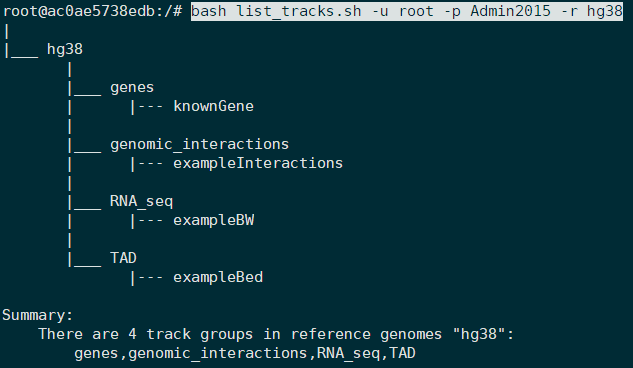 root@ac0ae5738edb:/# bash list_tracks.sh -u root -p Admin2015 -r hg38
|
|___ hg38
       |
       |___ genes
       |      |--- knownGene
       |
       |___ genomic_interactions
       |      |--- exampleInteractions
       |
       |___ RNA_seq
       |      |--- exampleBW
       |
       |___ TAD
              |--- exampleBed

Summary:
    There are 4 track groups in reference genomes "hg38":
        genes,genomic_interactions,RNA_seq,TAD